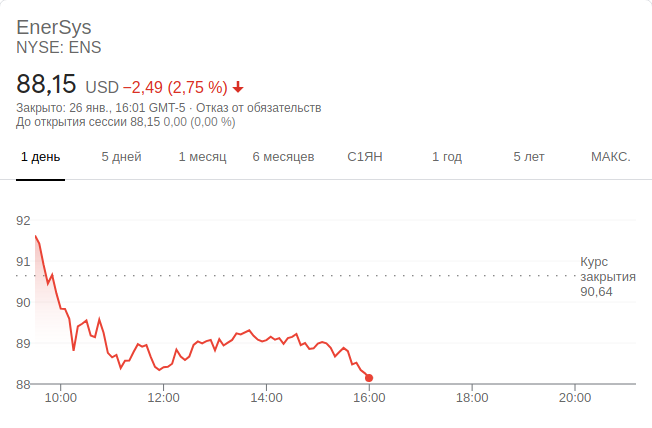 EnerSys
NYSE: ENS
88,15 USD −2,49 (2,75 %)
Закрыто: 26 янв., 16:01 GMT-5 · Отказ от обязательств
До открытия сессии 88,15 0,00 (0,00 %)
1 день 5 дней 1 месяц 6 месяцев С1ЯН 1 год 5 лет МАКС.
92
91
90
89
88
Курс
закрытия
90,64
10:00 12:00 14:00 16:00 18:00 20:00